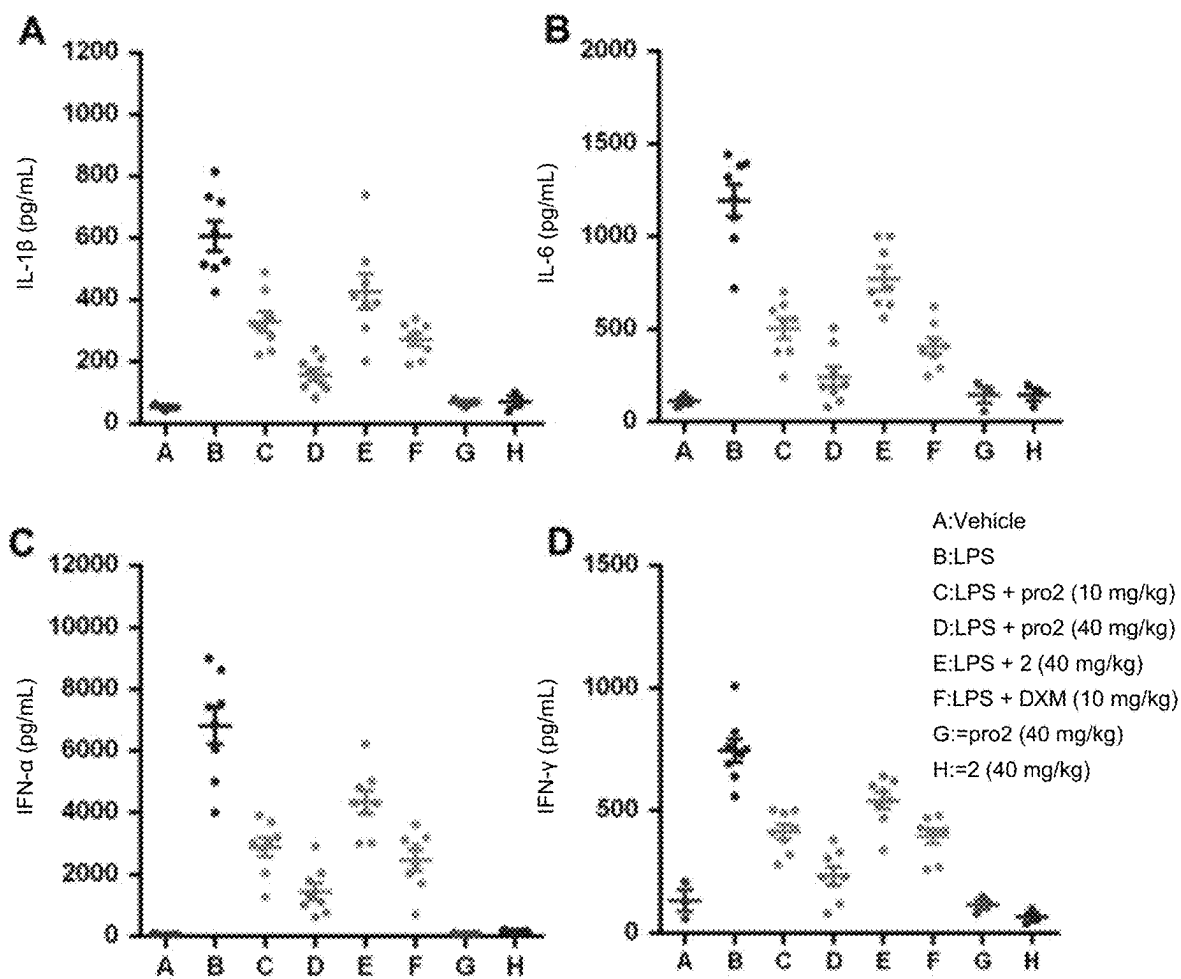 A
IL-1β (pg/mL)
1200
1000
800
600
400
200
0
A B C D E F G H
B
IL-6 (pg/mL)
2000
1500
1000
500
0
A B C D E F G H
C
IFN-α (pg/mL)
12000
10000
8000
6000
4000
2000
0
A B C D E F G H
D
IFN-γ (pg/mL)
1500
1000
500
0
A B C D E F G H
A:Vehicle
B:LPS
C:LPS + pro2 (10 mg/kg)
D:LPS + pro2 (40 mg/kg)
E:LPS + 2 (40 mg/kg)
F:LPS + DXM (10 mg/kg)
G:=pro2 (40 mg/kg)
H:=2 (40 mg/kg)